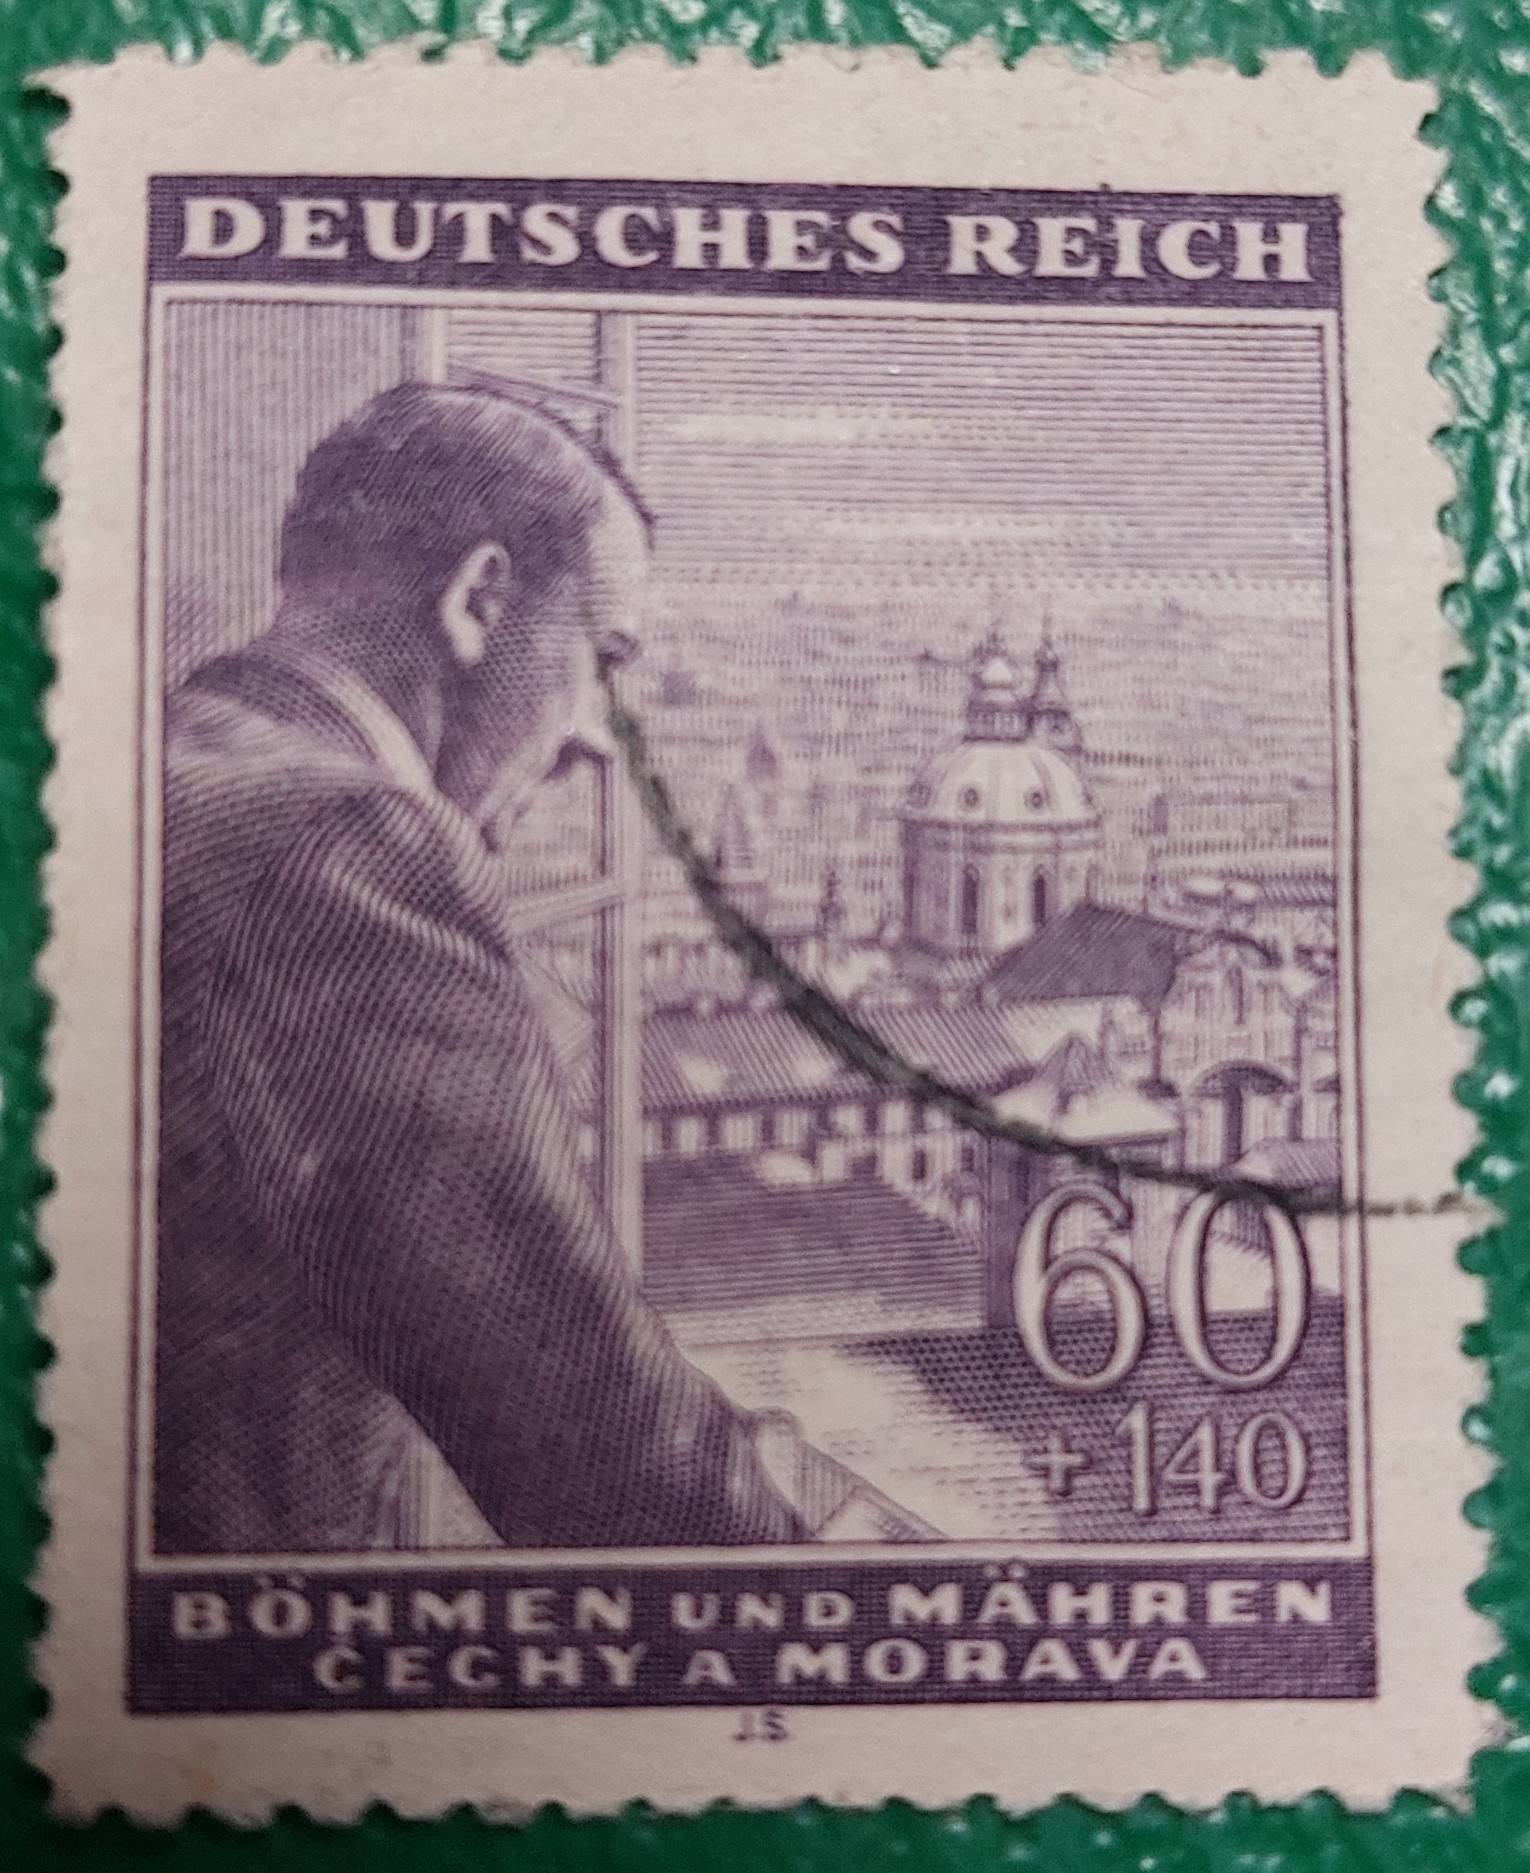 DEUTSCHES REICH
60
+ 140
BÖHMEN UND MÄHREN
ČECHY A MORAVA
J.S.